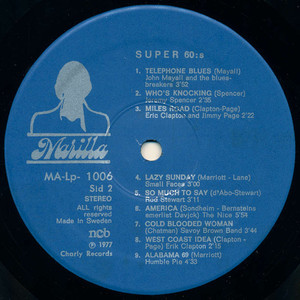 SUPER 60:s
1. TELEPHONE BLUES (Mayall)
John Mayall and the blues-
breakers 3'52
2. WHO'S KNOCKING (Spencer)
Jeremy Spencer 2'35
3. MILES ROAD (Clapton-Page)
Eric Clapton and Jimmy Page 2'22
Marilla
MA-Lp- 1006
Sid 2
STEREO
ALL rights
reserved
Made in Sweden
ncb
℗ 1977
Charly Records
4. LAZY SUNDAY (Marriott - Lane)
Small Faces 3'00
5. SO MUCH TO SAY (d'Abo-Stewart)
Rod Stewart 3'11
6. AMERICA (Sondheim - Bernsteins
emeritist Davjck) The Nice 5'54
7. COLD BLOODED WOMAN
(Chatman) Savoy Brown Band 3'44
8. WEST COAST IDEA (Clapton -
Page) Eric Clapton 2'15
9. ALABAMA 69 (Marriott)
Humble Pie 4'33